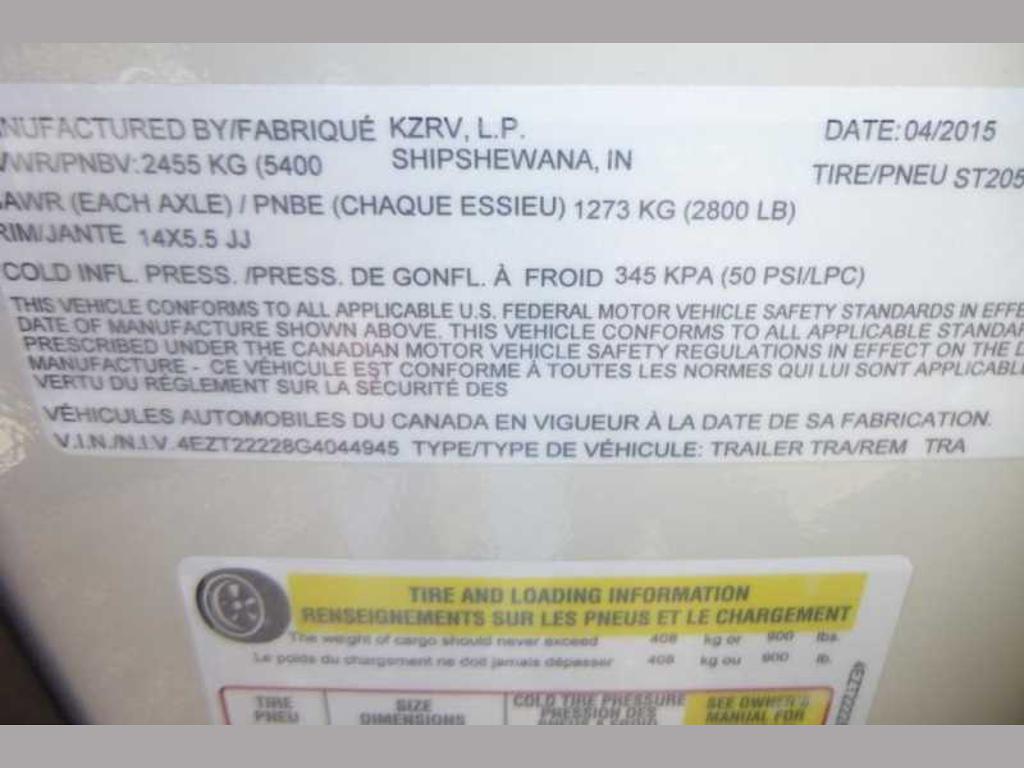 NUFACTURED BY/FABRIQUÉ KZRV, L.P. DATE: 04/2015
VWR/PNBV: 2455 KG (5400 SHIPSHEWANA, IN TIRE/PNEU ST205
AWR (EACH AXLE) / PNBE (CHAQUE ESSIEU) 1273 KG (2800 LB)
RIM/JANTE 14X5.5 JJ
COLD INFL. PRESS. /PRESS. DE GONFL. À FROID 345 KPA (50 PSI/LPC)
THIS VEHICLE CONFORMS TO ALL APPLICABLE U.S. FEDERAL MOTOR VEHICLE SAFETY STANDARDS IN EFFE
DATE OF MANUFACTURE SHOWN ABOVE. THIS VEHICLE CONFORMS TO ALL APPLICABLE STANDAR
PRESCRIBED UNDER THE CANADIAN MOTOR VEHICLE SAFETY REGULATIONS IN EFFECT ON THE D
MANUFACTURE - CE VÉHICULE EST CONFORME À TOUTES LES NORMES QUI LUI SONT APPLICABLE
VERTU DU RÉGLEMENT SUR LA SÉCURITÉ DES
VÉHICULES AUTOMOBILES DU CANADA EN VIGUEUR À LA DATE DE SA FABRICATION.
V.I.N./N.I.V. 4EZT22228G4044945 TYPE/TYPE DE VÉHICULE: TRAILER TRA/REM TRA
TIRE AND LOADING INFORMATION
RENSEIGNEMENTS SUR LES PNEUS ET LE CHARGEMENT
The weight of cargo should never exceed 408 kg or 900 lbs.
Le poids du chargement ne doit jamais dépasser 408 kg ou 900 lb.
TIRE SIZE COLD TIRE PRESSURE SEE OWNER'S
PNEU DIMENSIONS PRESSION DES MANUAL FOR